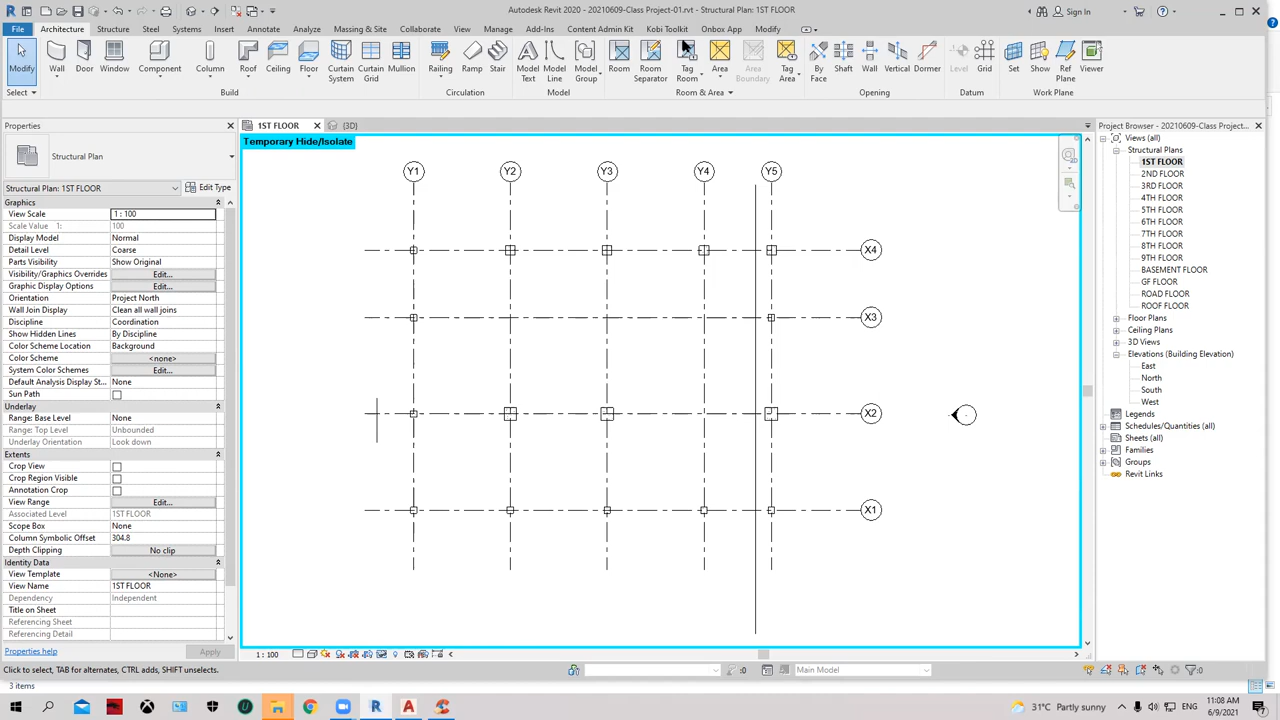 Autodesk Revit 2020 - 20210609-Class Project-01.rvt - Structural Plan: 1ST FLOOR
Sign In
File Architecture Structure Steel Systems Insert Annotate Analyze Massing & Site Collaborate View Manage Add-Ins Content Admin Kit Kobi Toolkit Onbox App Modify
Modify Wall Door Window Component Column Roof Ceiling Floor Curtain System Curtain Grid Mullion Railing Ramp Stair Model Text Model Line Model Group Room Room Separator Tag Room Area Area Boundary Tag Area By Face Shaft Wall Vertical Dormer Level Grid Set Show Ref Plane Viewer
Select Build Circulation Model Room & Area Opening Datum Work Plane
Properties
Structural Plan
Structural Plan: 1ST FLOOR Edit Type
Graphics
View Scale 1 : 100
Scale Value 1: 100
Display Model Normal
Detail Level Coarse
Parts Visibility Show Original
Visibility/Graphics Overrides Edit...
Graphic Display Options Edit...
Orientation Project North
Wall Join Display Clean all wall joins
Discipline Coordination
Show Hidden Lines By Discipline
Color Scheme Location Background
Color Scheme <none>
System Color Schemes Edit...
Default Analysis Display St... None
Sun Path
Underlay
Range: Base Level None
Range: Top Level Unbounded
Underlay Orientation Look down
Extents
Crop View
Crop Region Visible
Annotation Crop
View Range Edit...
Associated Level 1ST FLOOR
Scope Box None
Column Symbolic Offset 304.8
Depth Clipping No clip
Identity Data
View Template <None>
View Name 1ST FLOOR
Dependency Independent
Title on Sheet
Referencing Sheet
Referencing Detail
Properties help Apply
1ST FLOOR {3D}
Temporary Hide/Isolate
Y1 Y2 Y3 Y4 Y5
X4
X3
X2
X1
1 : 100
Project Browser - 20210609-Class Project...
Views (all)
Structural Plans
1ST FLOOR
2ND FLOOR
3RD FLOOR
4TH FLOOR
5TH FLOOR
6TH FLOOR
7TH FLOOR
8TH FLOOR
9TH FLOOR
BASEMENT FLOOR
GF FLOOR
ROAD FLOOR
ROOF FLOOR
Floor Plans
Ceiling Plans
3D Views
Elevations (Building Elevation)
East
North
South
West
Legends
Schedules/Quantities (all)
Sheets (all)
Families
Groups
Revit Links
Click to select, TAB for alternates, CTRL adds, SHIFT unselects. :0 Main Model :0
3 items
31°C Partly sunny ENG 11:08 AM
6/9/2021